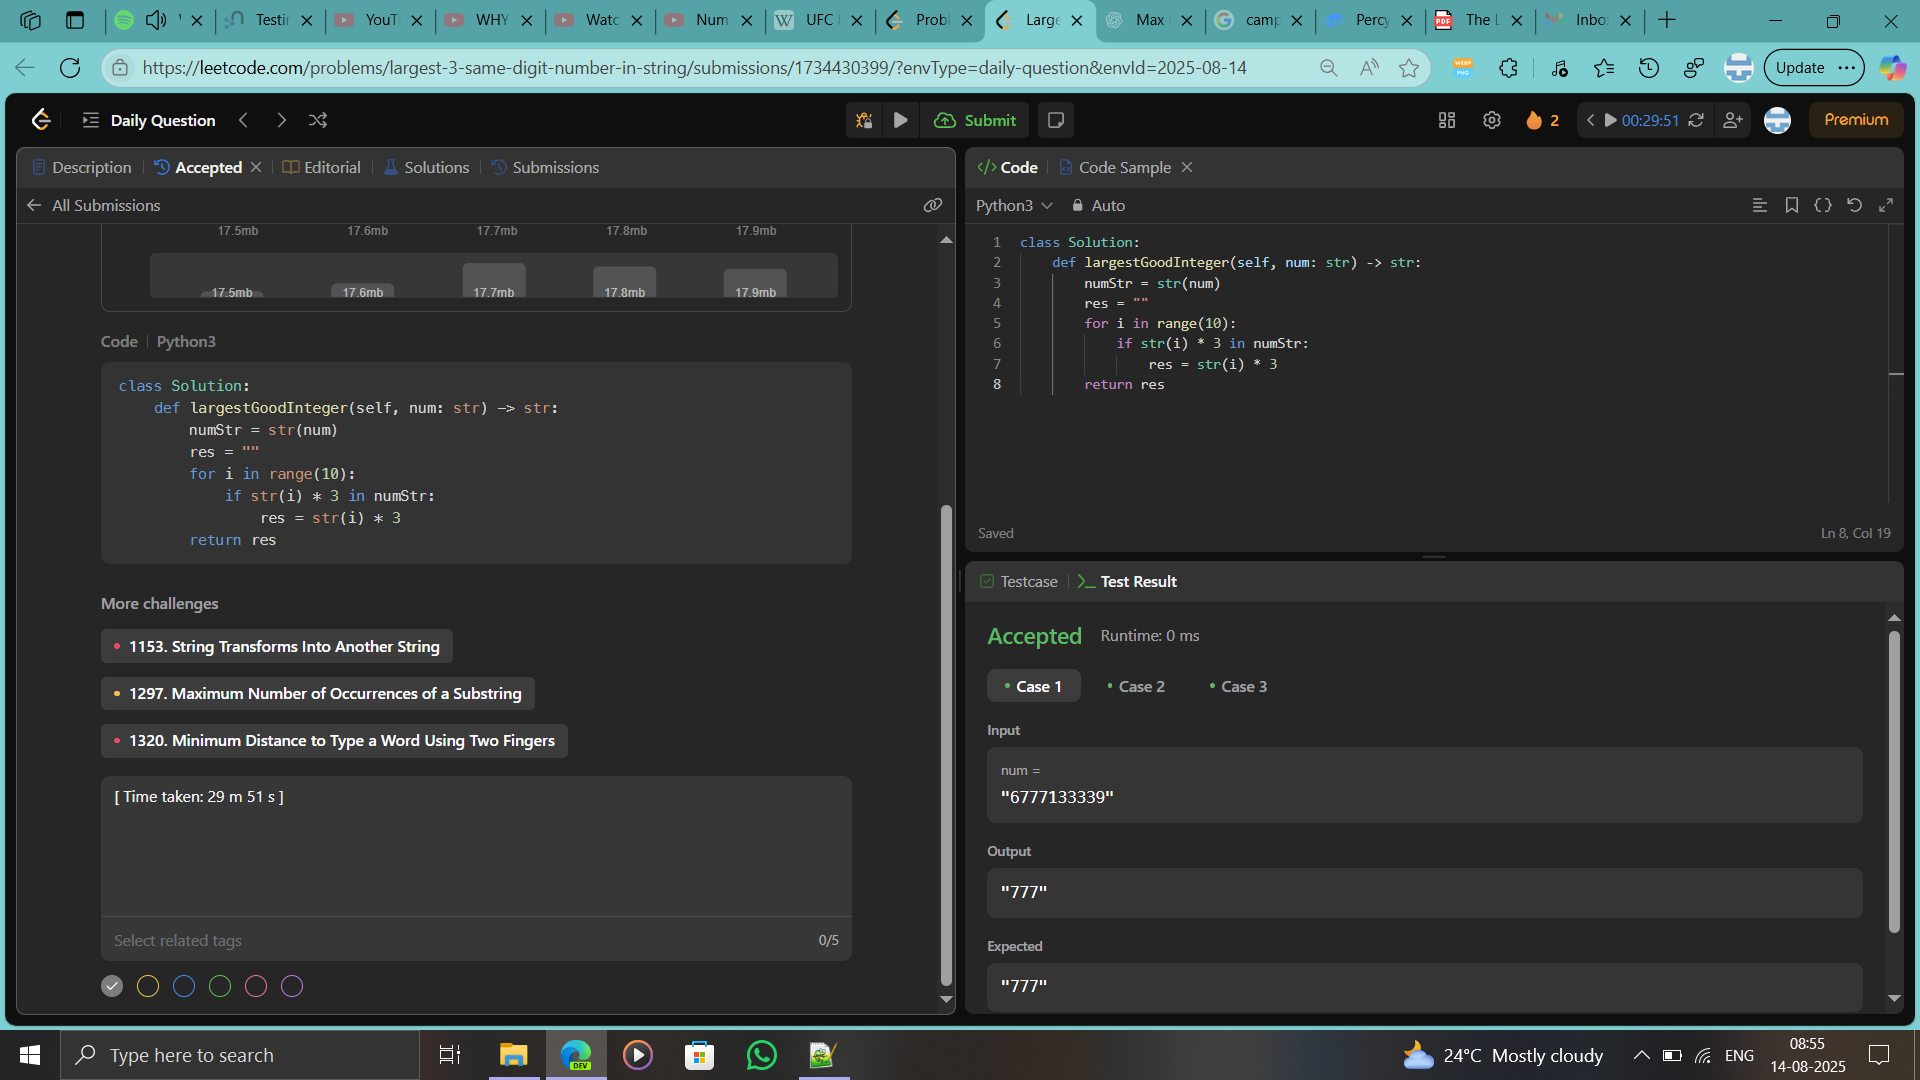 Testin
YouT
WHY
Watc
Num
UFC
Probl
Large
Max
camp
Percy
The L
Inbo
https://leetcode.com/problems/largest-3-same-digit-number-in-string/submissions/1734430399/?envType=daily-question&envId=2025-08-14
Update
Daily Question
Submit
2
00:29:51
Premium
Description
Accepted
Editorial
Solutions
Submissions
All Submissions
17.5mb 17.6mb 17.7mb 17.8mb 17.9mb
17.5mb 17.6mb 17.7mb 17.8mb 17.9mb
Code | Python3
class Solution:
    def largestGoodInteger(self, num: str) -> str:
        numStr = str(num)
        res = ""
        for i in range(10):
            if str(i) * 3 in numStr:
                res = str(i) * 3
        return res
More challenges
1153. String Transforms Into Another String
1297. Maximum Number of Occurrences of a Substring
1320. Minimum Distance to Type a Word Using Two Fingers
[ Time taken: 29 m 51 s ]
Select related tags 0/5
</> Code
Code Sample
Python3
Auto
1 class Solution:
2     def largestGoodInteger(self, num: str) -> str:
3         numStr = str(num)
4         res = ""
5         for i in range(10):
6             if str(i) * 3 in numStr:
7                 res = str(i) * 3
8         return res
Saved
Ln 8, Col 19
Testcase
Test Result
Accepted Runtime: 0 ms
Case 1 Case 2 Case 3
Input
num =
"6777133339"
Output
"777"
Expected
"777"
Type here to search
DEV
24°C Mostly cloudy
ENG
08:55
14-08-2025